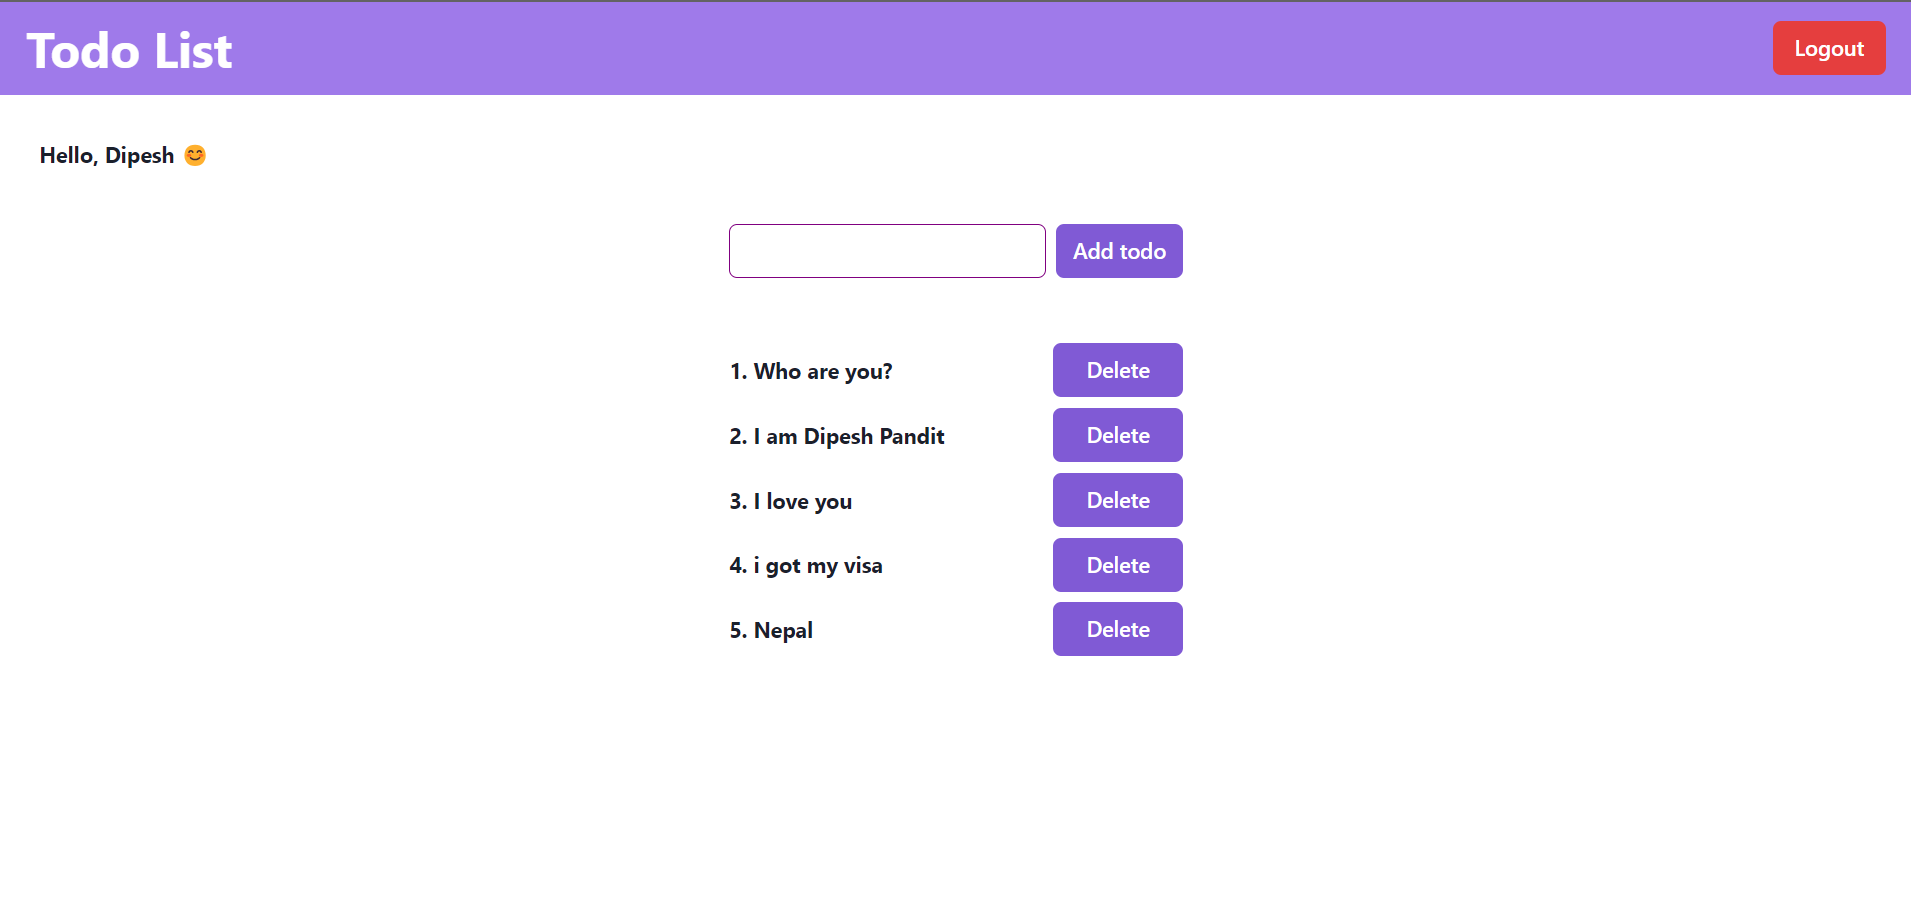 Todo List
Logout
Hello, Dipesh 😊
Add todo
1. Who are you?
Delete
2. I am Dipesh Pandit
Delete
3. I love you
Delete
4. i got my visa
Delete
5. Nepal
Delete